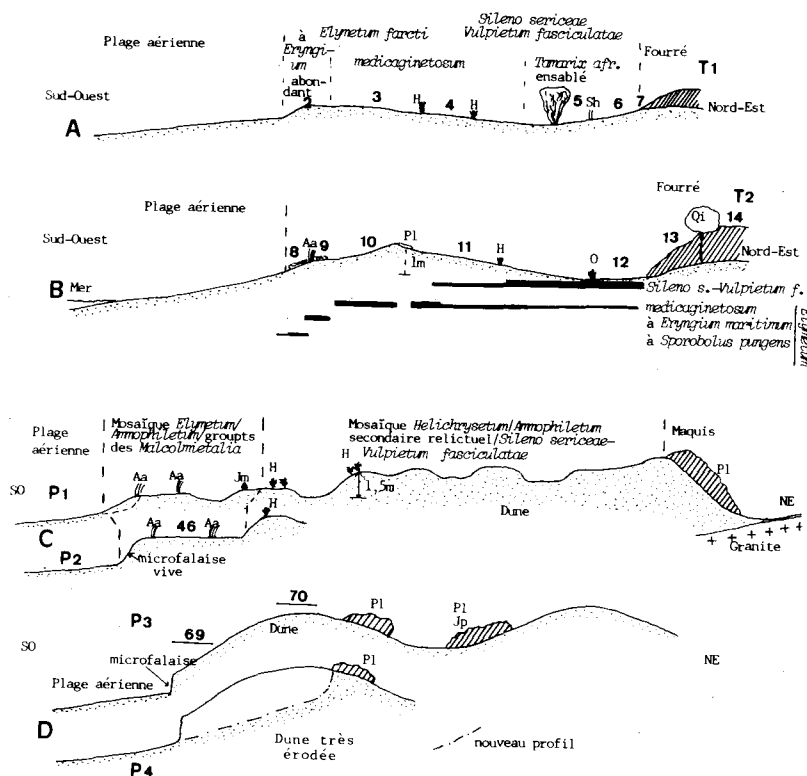 Plage aérienne
à
Eryngi-
um
abon-
dant
Elymetum farcti
medicaginetosum
Sileno sericeae
Vulpietum fasciculatae
Tamarix afr.
ensablé
Fourré
T1
Sud-Ouest
2 3 H 4 H 5 Sh 6 7
Nord-Est
A
Plage aérienne
Fourré
T2
Sud-Ouest
8 Aa 9 10 Pl 11 H O 12 13 Qi 14
1m
Nord-Est
B
Mer
Sileno s.-Vulpietum f.
medicaginetosum
à Eryngium maritimum
à Sporobolus pungens
Elymetum
Plage
aérienne
Mosaïque Elymetum/
Ammophiletum/groupts
des Malcolmietalia
Mosaïque Helichrysetum/Ammophiletum
secondaire relictuel/Sileno sericeae-
Vulpietum fasciculatae
Maquis
SO
P1
Aa Aa Jm H H
1,5m
Pl
Dune
NE
Granite
C
P2
Aa 46 Aa H
microfalaise
vive
P3
70
69
Dune
Pl
Pl
Jp
SO
NE
microfalaise
Plage aérienne
Pl
D
Dune très
érodée
nouveau profil
P4